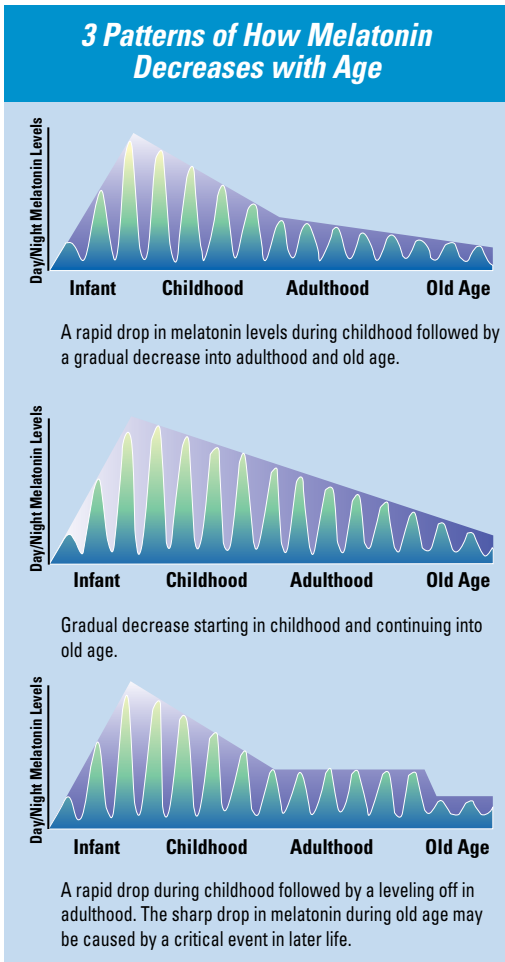 3 Patterns of How Melatonin
Decreases with Age
Day/Night Melatonin Levels
Infant Childhood Adulthood Old Age
A rapid drop in melatonin levels during childhood followed by
a gradual decrease into adulthood and old age.
Day/Night Melatonin Levels
Infant Childhood Adulthood Old Age
Gradual decrease starting in childhood and continuing into
old age.
Day/Night Melatonin Levels
Infant Childhood Adulthood Old Age
A rapid drop during childhood followed by a leveling off in
adulthood. The sharp drop in melatonin during old age may
be caused by a critical event in later life.